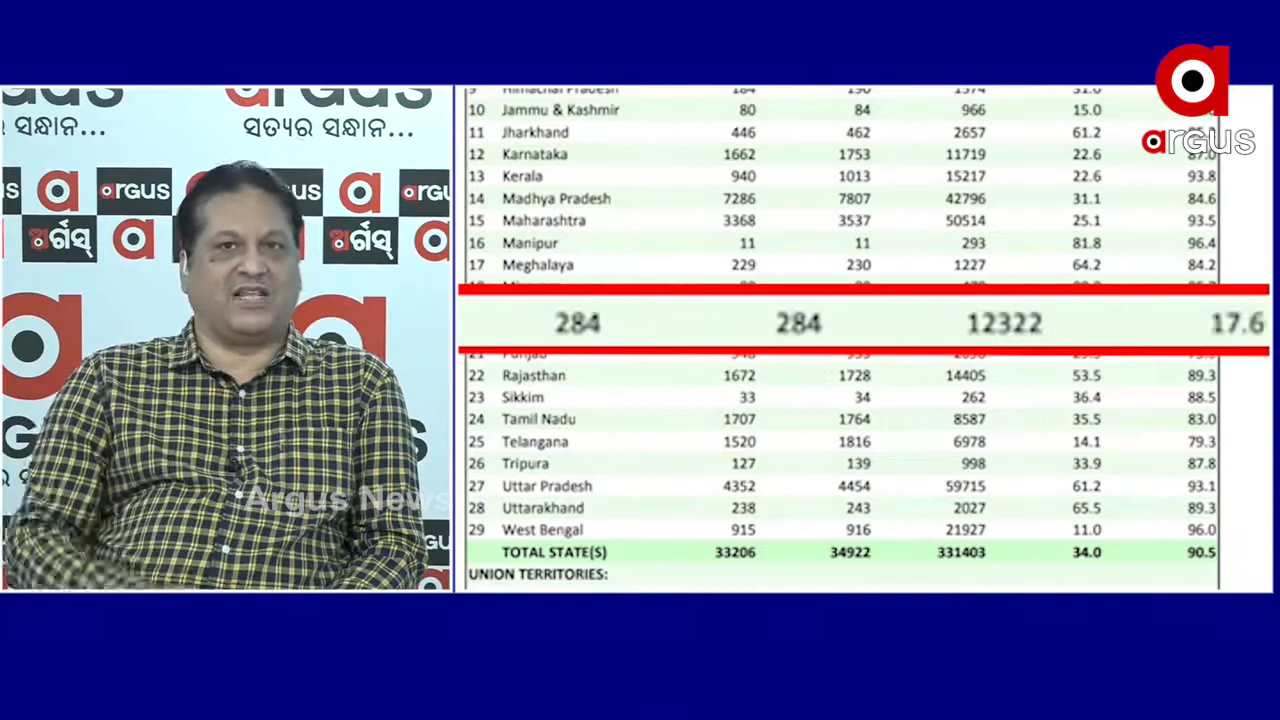 argus
ସତ୍ୟର ସନ୍ଧାନ...
ର ସନ୍ଧାନ...
argus
argus
ଅର୍ଗସ୍
ଅର୍ଗସ୍
Argus News
10 Jammu & Kashmir 80 84 966 15.0
11 Jharkhand 446 462 2657 61.2
12 Karnataka 1662 1753 11719 22.6 87.0
13 Kerala 940 1013 15217 22.6 93.8
14 Madhya Pradesh 7286 7807 42796 31.1 84.6
15 Maharashtra 3368 3537 50514 25.1 93.5
16 Manipur 11 11 293 81.8 96.4
17 Meghalaya 229 230 1227 64.2 84.2
284 284 12322 17.6
22 Rajasthan 1672 1728 14405 53.5 89.3
23 Sikkim 33 34 262 36.4 88.5
24 Tamil Nadu 1707 1764 8587 35.5 83.0
25 Telangana 1520 1816 6978 14.1 79.3
26 Tripura 127 139 998 33.9 87.8
27 Uttar Pradesh 4352 4454 59715 61.2 93.1
28 Uttarakhand 238 243 2027 65.5 89.3
29 West Bengal 915 916 21927 11.0 96.0
TOTAL STATE(S) 33206 34922 331403 34.0 90.5
UNION TERRITORIES:
argus